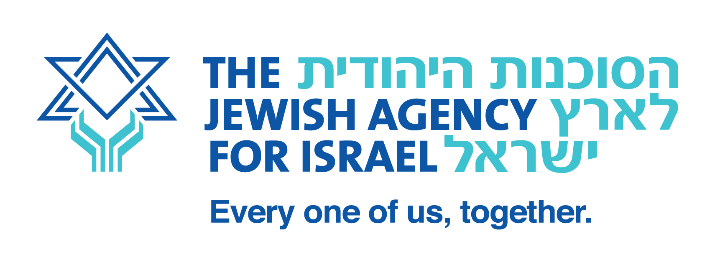 THE הסוכנות היהודית
JEWISH AGENCY לארץ
FOR ISRAEL ישראל
Every one of us, together.